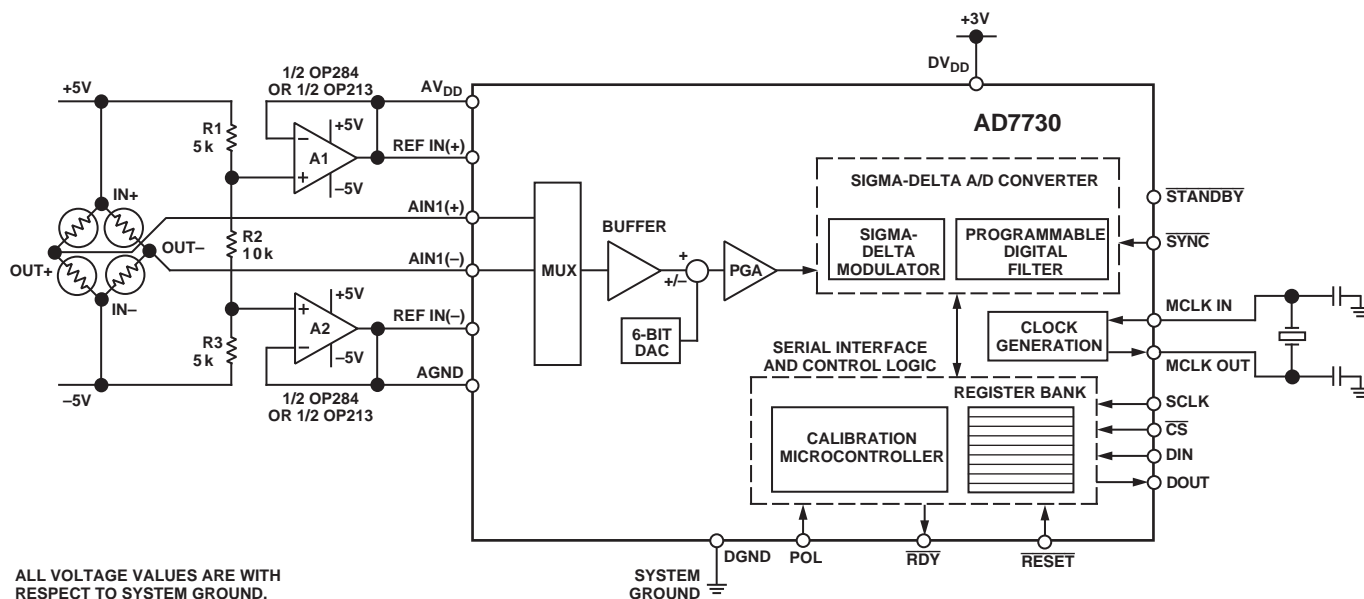 +3V
DVDD
1/2 OP284
OR 1/2 OP213
AVDD
+5V
AD7730
R1
5k
+5V
−
A1
+
−5V
REF IN(+)
SIGMA-DELTA A/D CONVERTER
STANDBY
IN+
AIN1(+)
BUFFER
SIGMA-
DELTA
MODULATOR
PROGRAMMABLE
DIGITAL
FILTER
SYNC
OUT–
R2
10k
OUT+
AIN1(–)
MUX
+
+/–
PGA
IN–
+5V
+
A2
−
–5V
REF IN(–)
6-BIT
DAC
MCLK IN
CLOCK
GENERATION
R3
5k
SERIAL INTERFACE
AND CONTROL LOGIC
MCLK OUT
–5V
AGND
1/2 OP284
OR 1/2 OP213
REGISTER BANK
SCLK
CALIBRATION
MICROCONTROLLER
CS
DIN
DOUT
DGND
POL
RDY
RESET
SYSTEM
GROUND
ALL VOLTAGE VALUES ARE WITH
RESPECT TO SYSTEM GROUND.